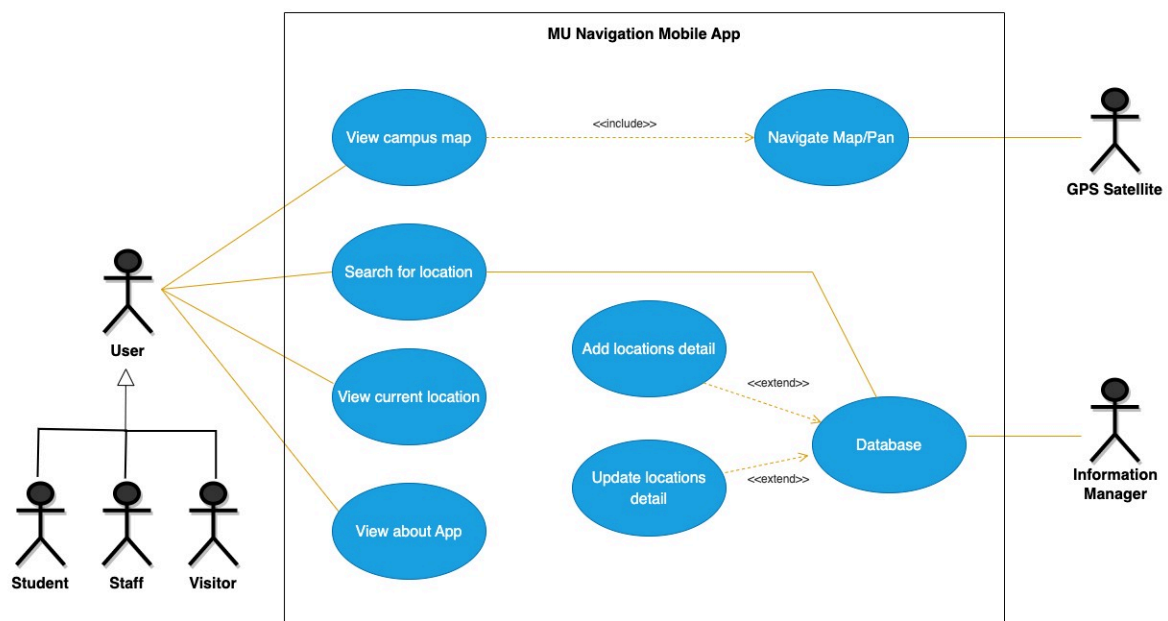 MU Navigation Mobile App
View campus map
<<include>>
Navigate Map/Pan
GPS Satellite
Search for location
User
Add locations detail
<<extend>>
View current location
Database
Update locations
detail
<<extend>>
Information
Manager
View about App
Student
Staff
Visitor